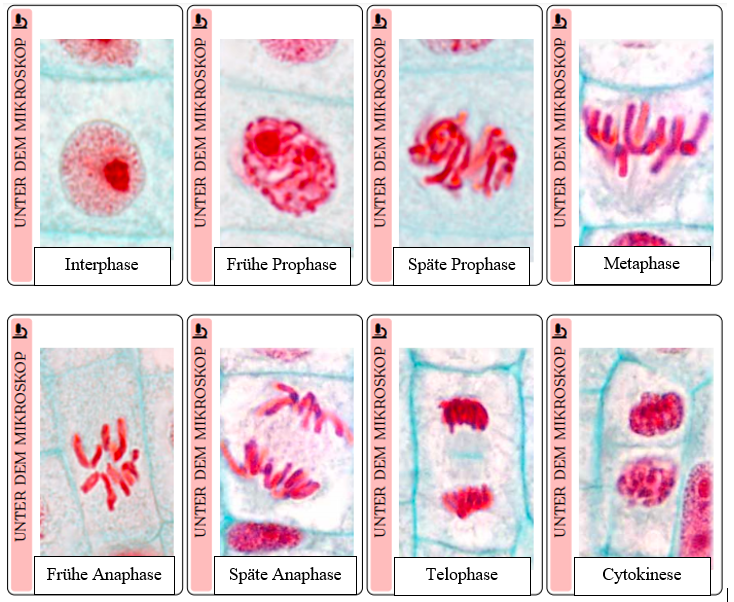 UNTER DEM MIKROSKOP
Interphase
UNTER DEM MIKROSKOP
Frühe Prophase
UNTER DEM MIKROSKOP
Späte Prophase
UNTER DEM MIKROSKOP
Metaphase
UNTER DEM MIKROSKOP
Frühe Anaphase
UNTER DEM MIKROSKOP
Späte Anaphase
UNTER DEM MIKROSKOP
Telophase
UNTER DEM MIKROSKOP
Cytokinese